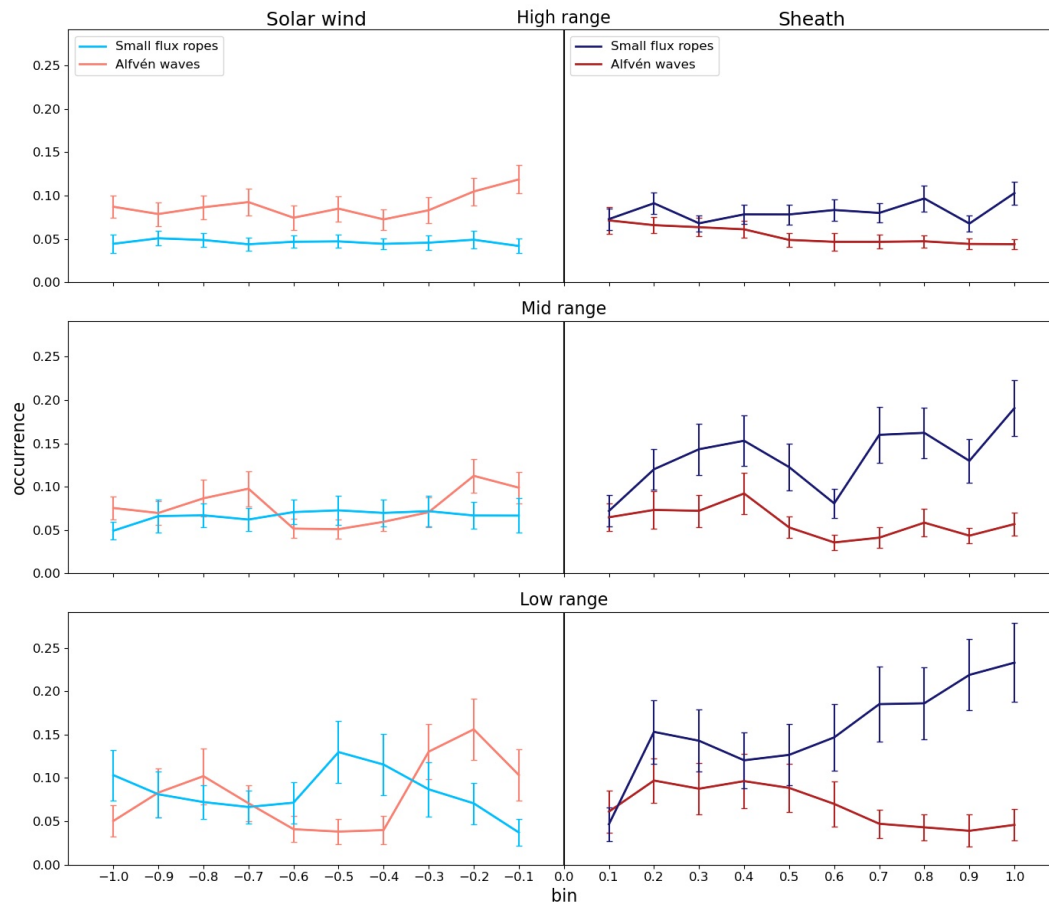 Solar wind
High range
Sheath
Small flux ropes
Alfvén waves
Small flux ropes
Alfvén waves
0.25
0.20
0.15
0.10
0.05
0.00
Mid range
0.25
0.20
0.15
0.10
0.05
0.00
occurrence
Low range
0.25
0.20
0.15
0.10
0.05
0.00
−1.0 −0.9 −0.8 −0.7 −0.6 −0.5 −0.4 −0.3 −0.2 −0.1 0.0 0.1 0.2 0.3 0.4 0.5 0.6 0.7 0.8 0.9 1.0
bin